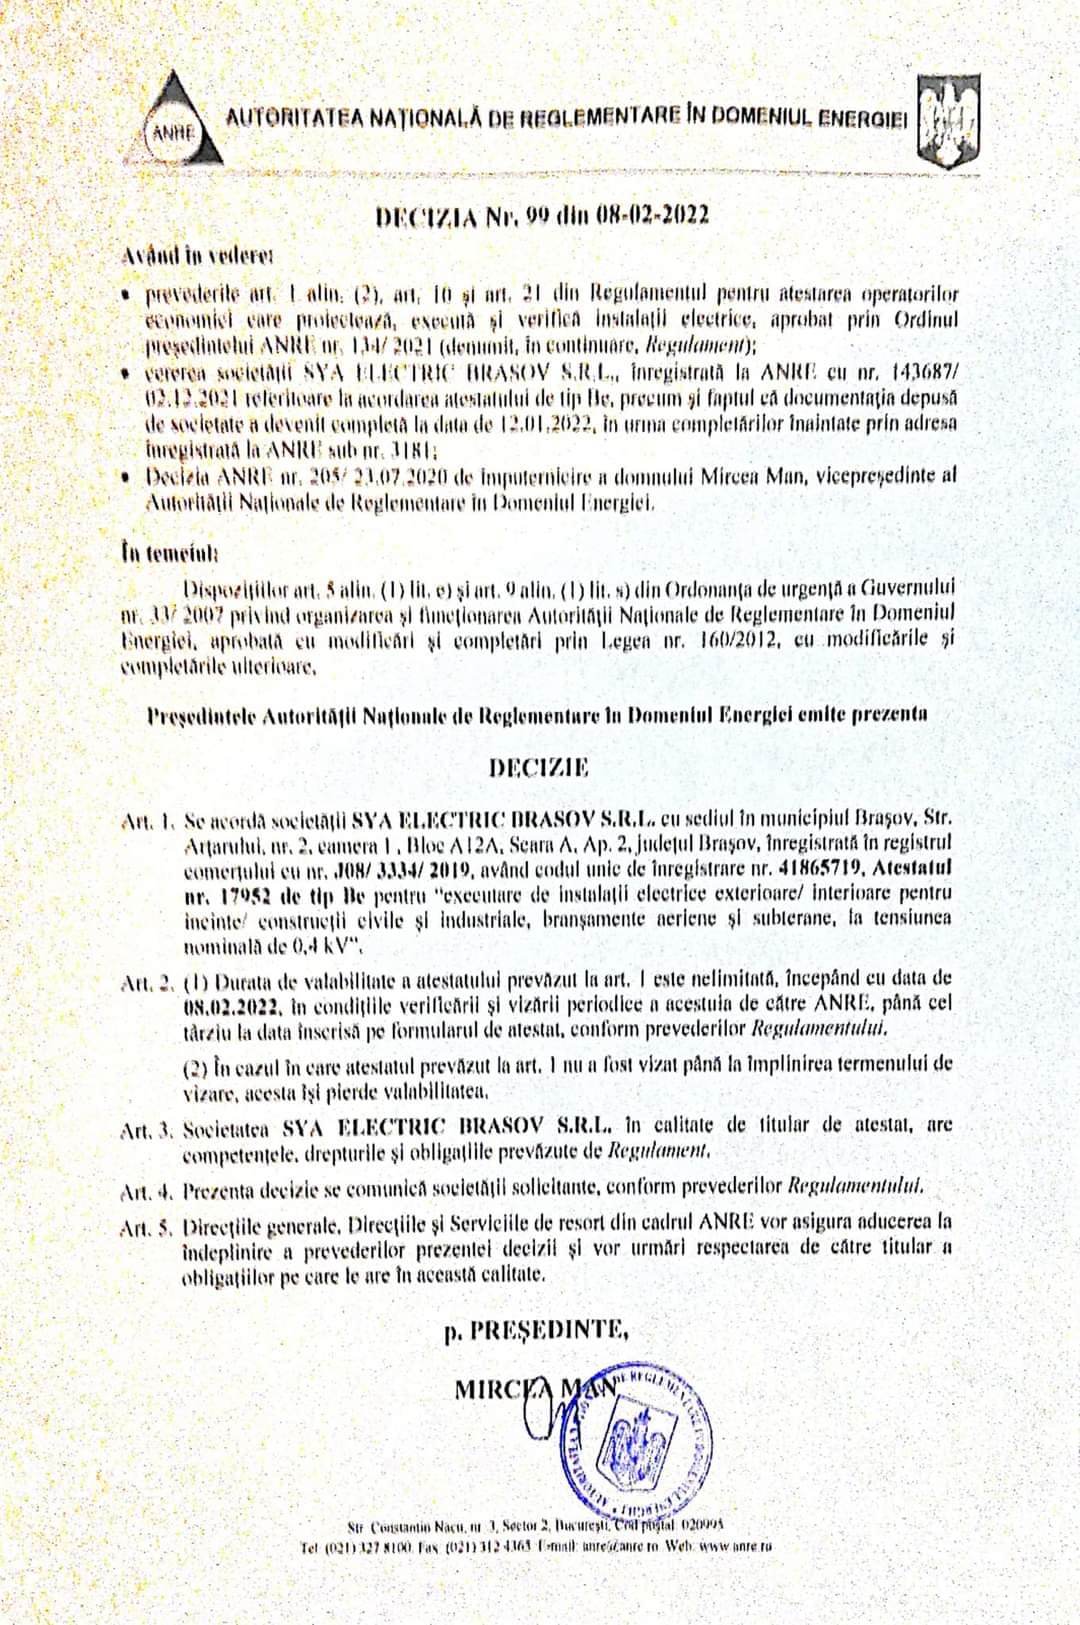 ANRE
AUTORITATEA NAȚIONALĂ DE REGLEMENTARE ÎN DOMENIUL ENERGIEI
DECIZIA Nr. 99 din 08-02-2022
Având în vedere:
• prevederile art. 1 alin. (2), art. 10 și art. 21 din Regulamentul pentru atestarea operatorilor
economici care proiectează, execută și verifică instalații electrice, aprobat prin Ordinul
președintelui ANRE nr. 134/ 2021 (denumit, în continuare, Regulament);
• cererea societății SYA ELECTRIC BRASOV S.R.L., înregistrată la ANRE cu nr. 143687/
02.12.2021 referitoare la acordarea atestatului de tip Be, precum și faptul că documentația depusă
de societate a devenit completă la data de 12.01.2022, în urma completărilor înaintate prin adresa
înregistrată la ANRE sub nr. 3181;
• Decizia ANRE nr. 205/ 23.07.2020 de împuternicire a domnului Mircea Man, vicepreședinte al
Autorității Naționale de Reglementare în Domeniul Energiei.
În temeiul:
Dispozițiilor art. 5 alin. (1) lit. e) și art. 9 alin. (1) lit. s) din Ordonanța de urgență a Guvernului
nr. 33/ 2007 privind organizarea și funcționarea Autorității Naționale de Reglementare în Domeniul
Energiei, aprobată cu modificări și completări prin Legea nr. 160/2012, cu modificările și
completările ulterioare,
Președintele Autorității Naționale de Reglementare în Domeniul Energiei emite prezenta
DECIZIE
Art. 1. Se acordă societății SYA ELECTRIC BRASOV S.R.L. cu sediul în municipiul Brașov, Str.
Arțarului, nr. 2, camera 1 , Bloc A12A, Scara A, Ap. 2, județul Brașov, înregistrată în registrul
comerțului cu nr. J08/ 3334/ 2019, având codul unic de înregistrare nr. 41865719, Atestatul
nr. 17952 de tip Be pentru "executare de instalații electrice exterioare/ interioare pentru
incinte/ construcții civile și industriale, branșamente aeriene și subterane, la tensiunea
nominală de 0,4 kV".
Art. 2. (1) Durata de valabilitate a atestatului prevăzut la art. 1 este nelimitată, începând cu data de
08.02.2022, în condițiile verificării și vizării periodice a acestuia de către ANRE, până cel
târziu la data înscrisă pe formularul de atestat, conform prevederilor Regulamentului.
(2) În cazul în care atestatul prevăzut la art. 1 nu a fost vizat până la împlinirea termenului de
vizare, acesta își pierde valabilitatea.
Art. 3. Societatea SYA ELECTRIC BRASOV S.R.L. în calitate de titular de atestat, are
competențele, drepturile și obligațiile prevăzute de Regulament.
Art. 4. Prezenta decizie se comunică societății solicitante, conform prevederilor Regulamentului.
Art. 5. Direcțiile generale, Direcțiile și Serviciile de resort din cadrul ANRE vor asigura aducerea la
îndeplinire a prevederilor prezentei decizii și vor urmări respectarea de către titular a
obligațiilor pe care le are în această calitate.
p. PREȘEDINTE,
MIRCEA MAN
Str. Constantin Nacu, nr. 3, Sector 2, București, Cod poștal: 020995
Tel: (021) 327 8100. Fax: (021) 312 4365 E-mail: anre@anre.ro Web: www.anre.ro